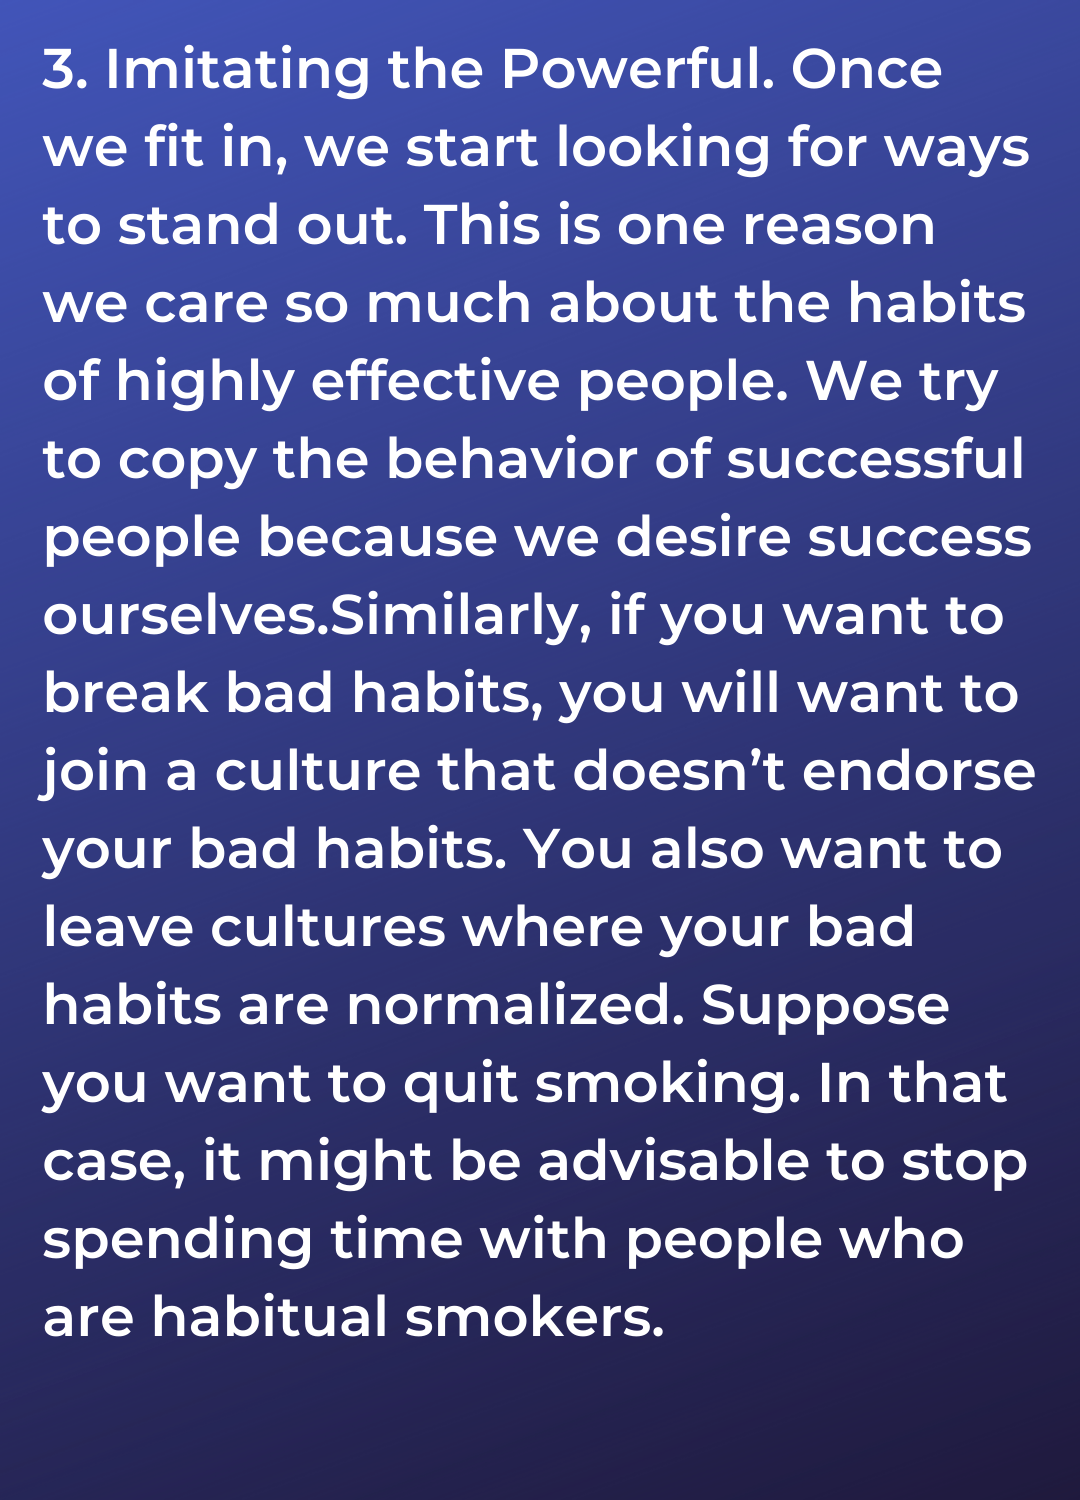 3. Imitating the Powerful. Once
we fit in, we start looking for ways
to stand out. This is one reason
we care so much about the habits
of highly effective people. We try
to copy the behavior of successful
people because we desire success
ourselves.Similarly, if you want to
break bad habits, you will want to
join a culture that doesn’t endorse
your bad habits. You also want to
leave cultures where your bad
habits are normalized. Suppose
you want to quit smoking. In that
case, it might be advisable to stop
spending time with people who
are habitual smokers.